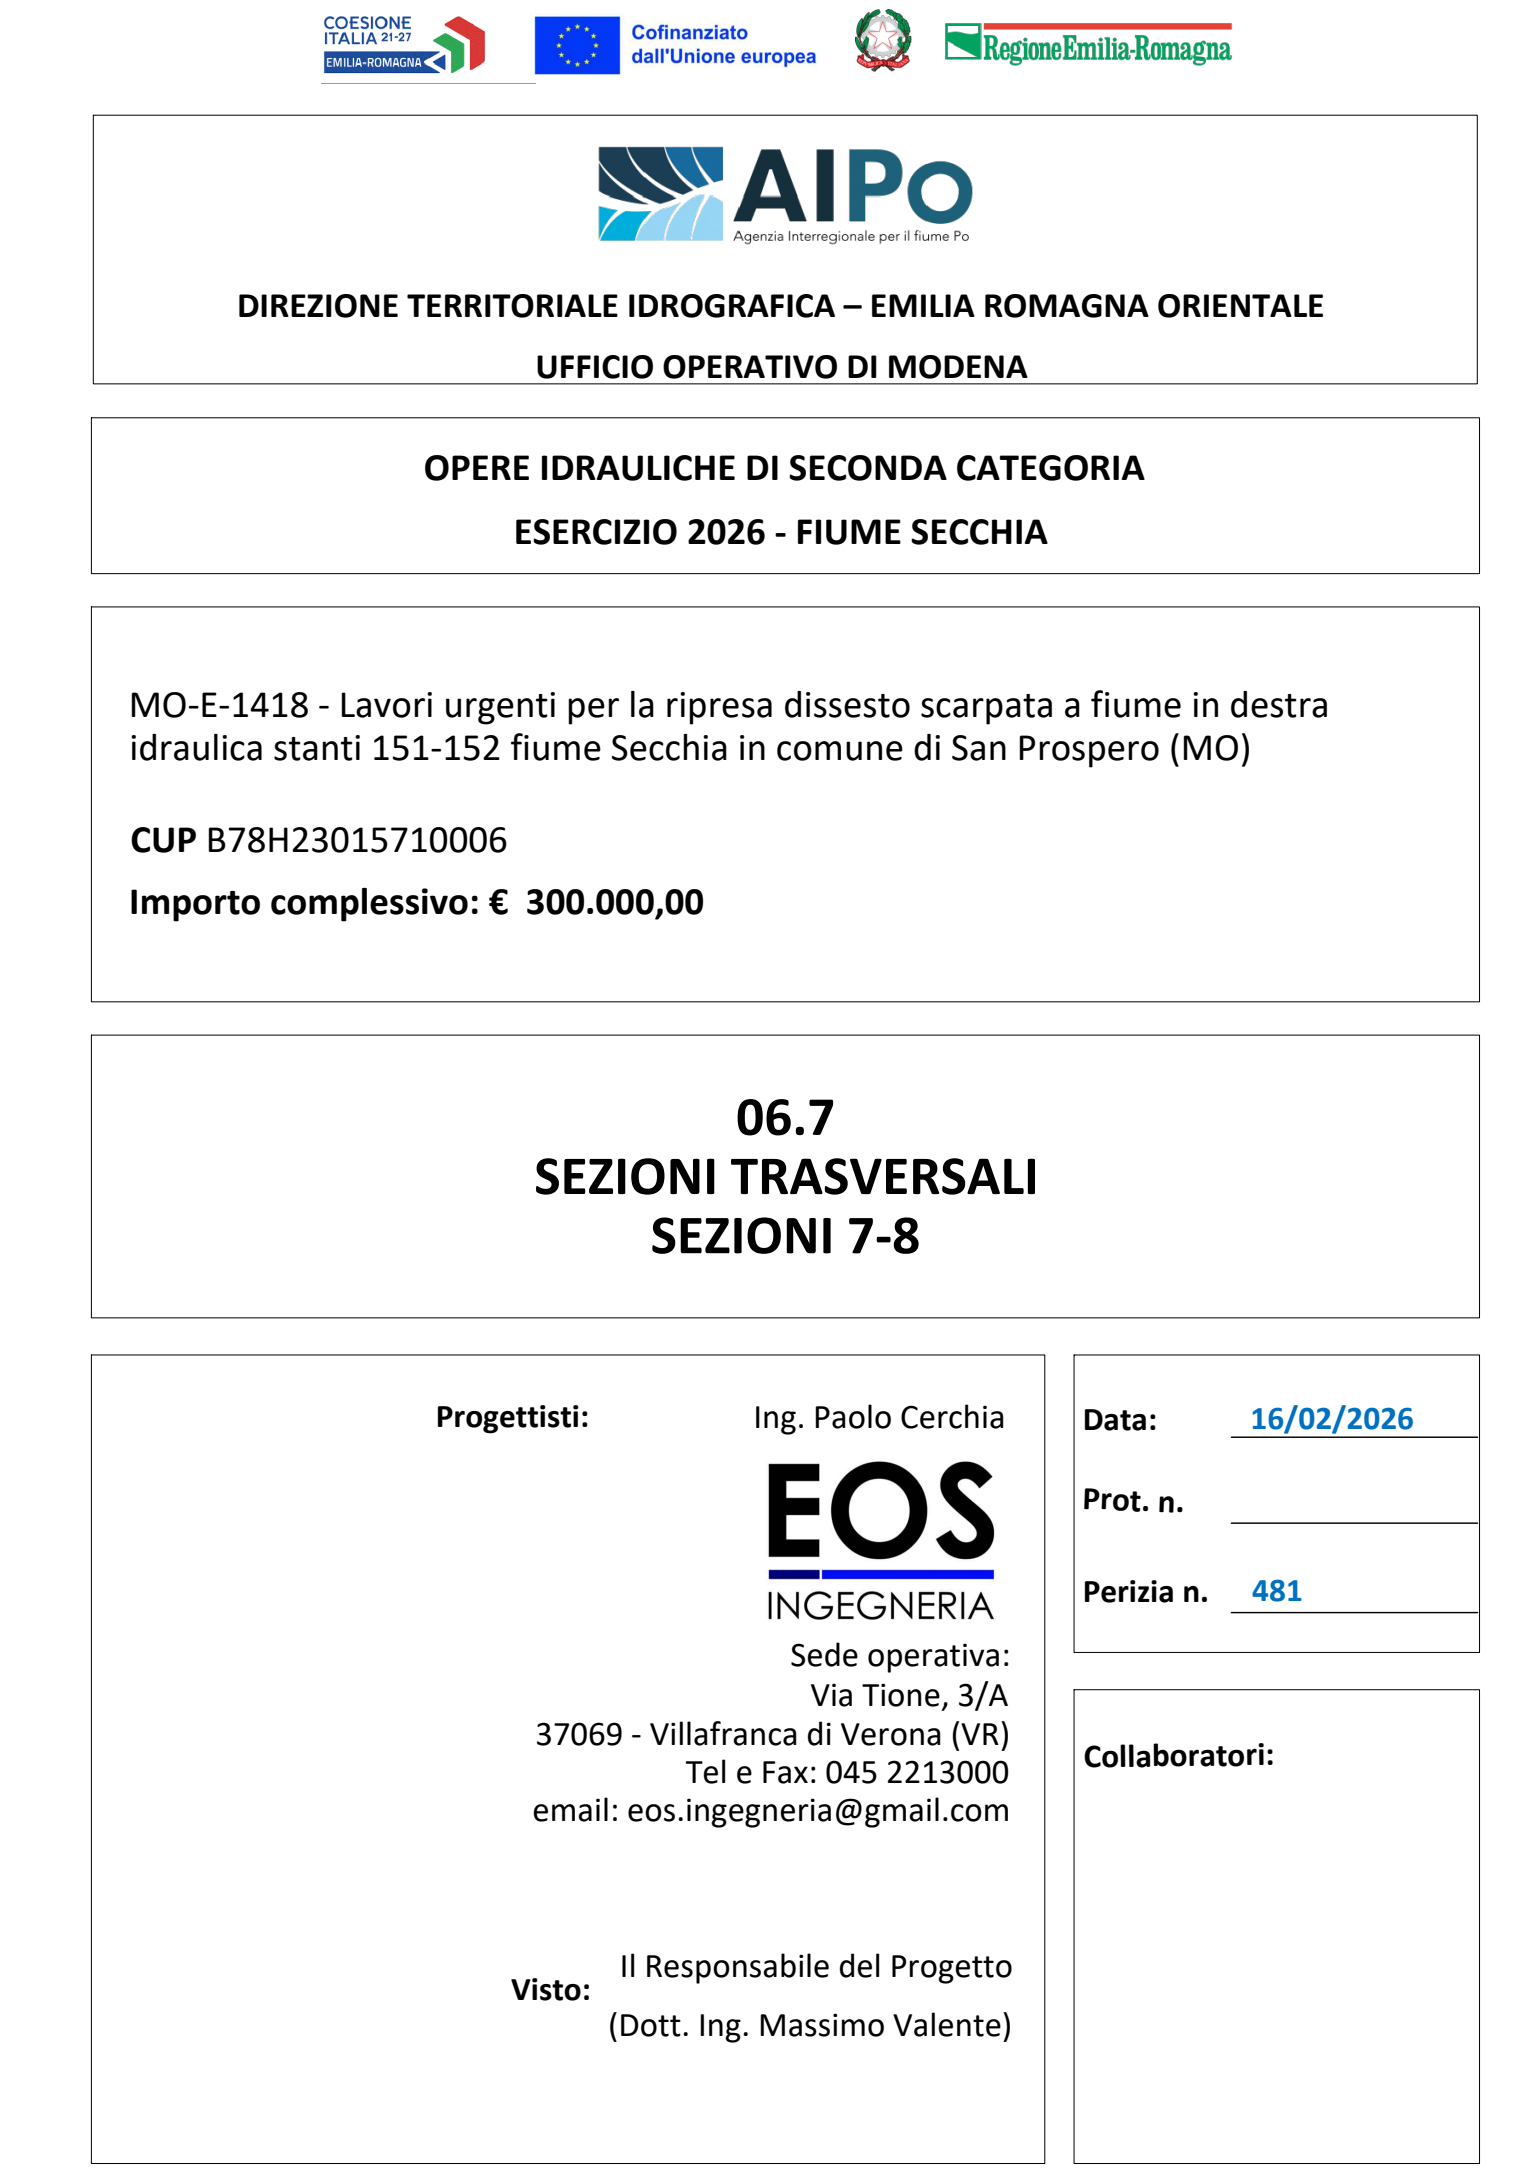 COESIONE
ITALIA 21-27
EMILIA-ROMAGNA
Cofinanziato
dall'Unione europea
RegioneEmilia-Romagna
AIPo
Agenzia Interregionale per il fiume Po
DIREZIONE TERRITORIALE IDROGRAFICA – EMILIA ROMAGNA ORIENTALE
UFFICIO OPERATIVO DI MODENA
OPERE IDRAULICHE DI SECONDA CATEGORIA
ESERCIZIO 2026 - FIUME SECCHIA
MO-E-1418 - Lavori urgenti per la ripresa dissesto scarpata a fiume in destra
idraulica stanti 151-152 fiume Secchia in comune di San Prospero (MO)
CUP B78H23015710006
Importo complessivo: € 300.000,00
06.7
SEZIONI TRASVERSALI
SEZIONI 7-8
Progettisti: Ing. Paolo Cerchia
EOS
INGEGNERIA
Sede operativa:
Via Tione, 3/A
37069 - Villafranca di Verona (VR)
Tel e Fax: 045 2213000
email: eos.ingegneria@gmail.com
Visto: Il Responsabile del Progetto
(Dott. Ing. Massimo Valente)
Data: 16/02/2026
Prot. n.
Perizia n. 481
Collaboratori: